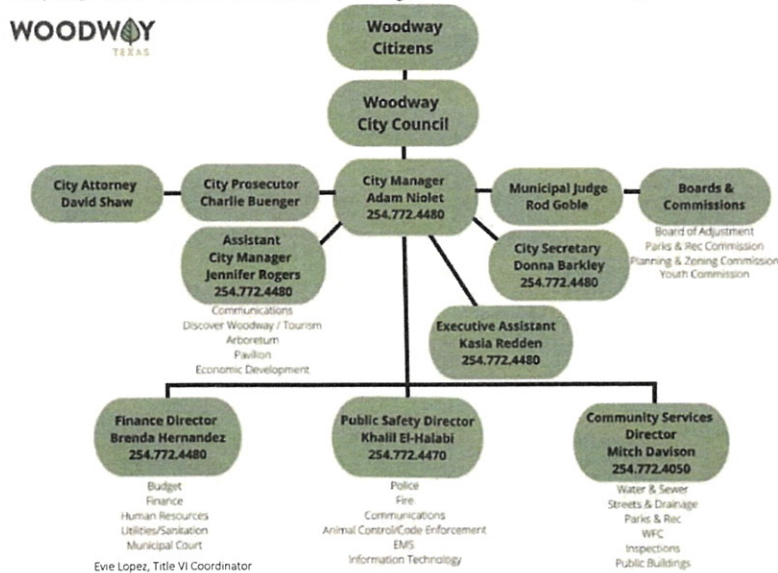 WOODWAY
TEXAS
Woodway
Citizens
Woodway
City Council
City Attorney
David Shaw
City Prosecutor
Charlie Buenger
City Manager
Adam Niolet
254.772.4480
Municipal Judge
Rod Goble
Boards &
Commissions
Board of Adjustment
Parks & Rec Commission
Planning & Zoning Commission
Youth Commission
Assistant
City Manager
Jennifer Rogers
254.772.4480
Communications
Discover Woodway / Tourism
Arboretum
Pavilion
Economic Development
City Secretary
Donna Barkley
254.772.4480
Executive Assistant
Kasia Redden
254.772.4480
Finance Director
Brenda Hernandez
254.772.4480
Budget
Finance
Human Resources
Utilities/Sanitation
Municipal Court
Evie Lopez, Title VI Coordinator
Public Safety Director
Khalil El-Halabi
254.772.4470
Police
Fire
Communications
Animal Control/Code Enforcement
EMS
Information Technology
Community Services
Director
Mitch Davison
254.772.4050
Water & Sewer
Streets & Drainage
Parks & Rec
WFC
Inspections
Public Buildings